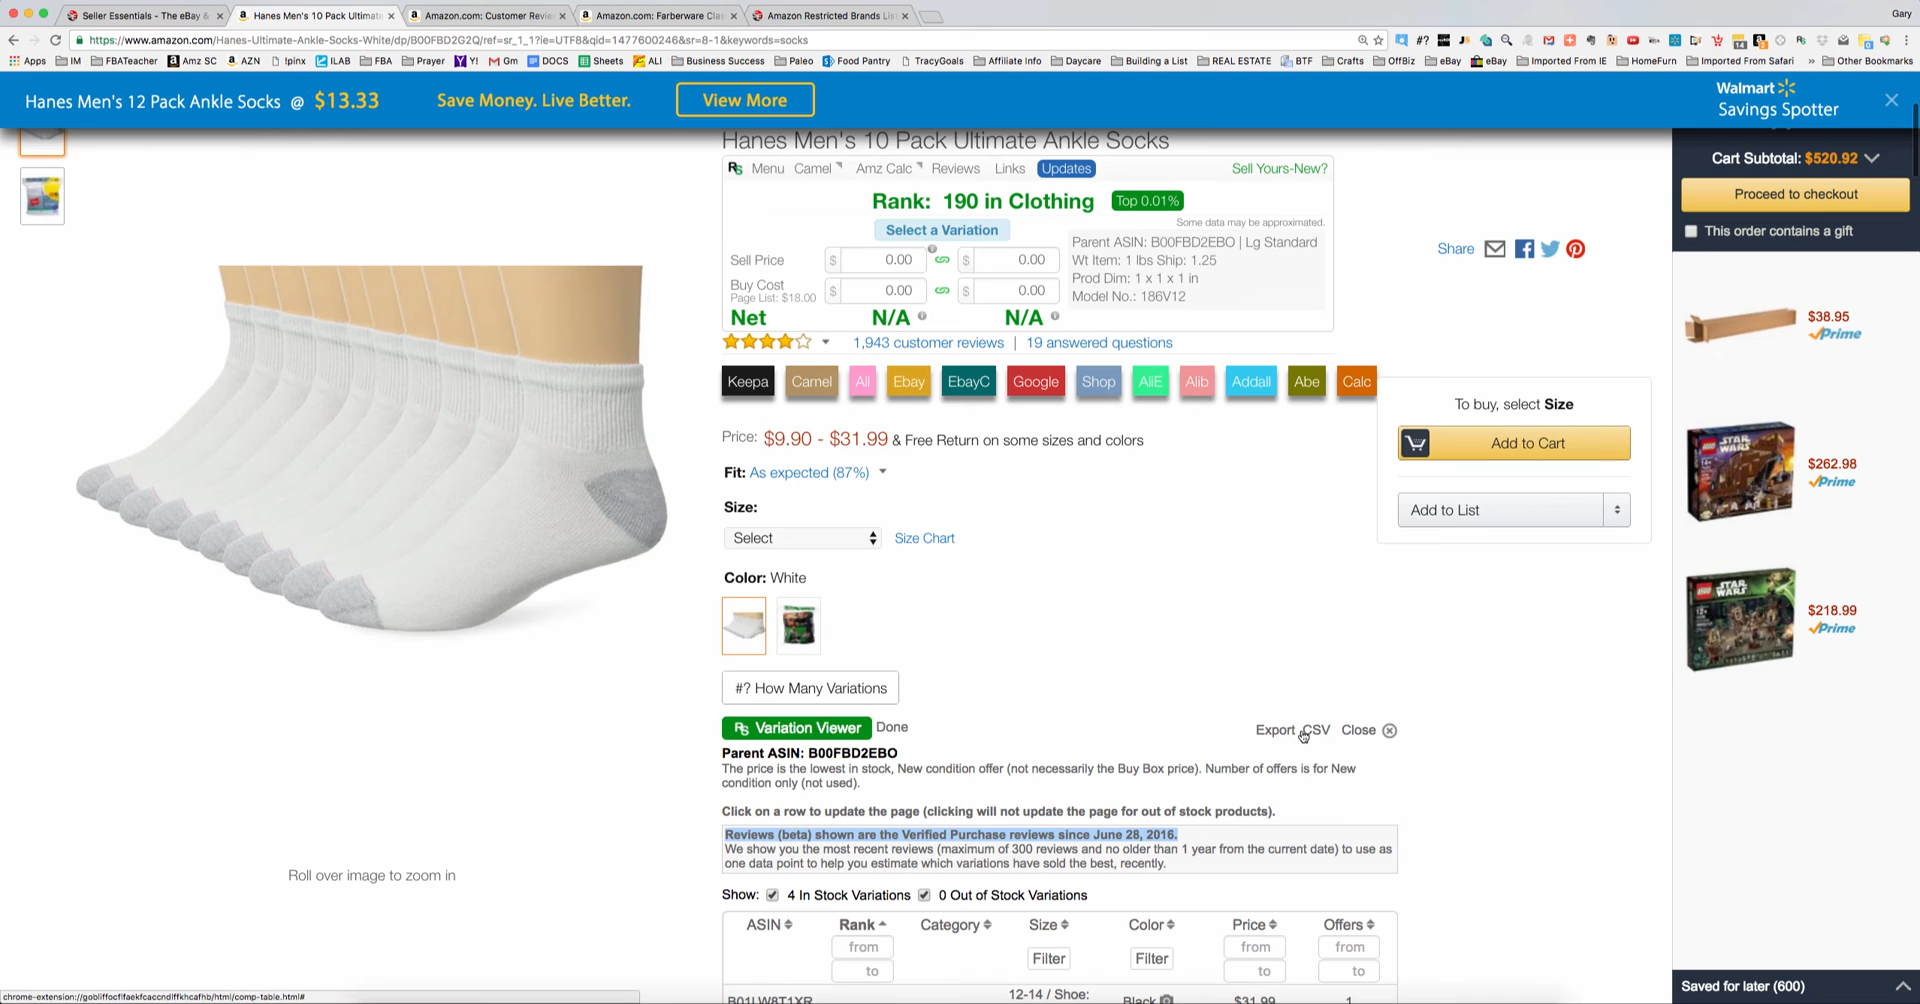 Seller Essentials - The eBay &
Hanes Men's 10 Pack Ultimate
Amazon.com: Customer Revie
Amazon.com: Farberware Clas
Amazon Restricted Brands Lis
Gary
https://www.amazon.com/Hanes-Ultimate-Ankle-Socks-White/dp/B00FBD2G2Q/ref=sr_1_1?ie=UTF8&qid=1477600246&sr=8-1&keywords=socks
Apps IM FBATeacher Amz SC AZN !pinx ILAB FBA Prayer Y! Gm DOCS Sheets ALI Business Success Paleo Food Pantry TracyGoals Affiliate Info Daycare Building a List REAL ESTATE BTF Crafts OffBiz eBay eBay Imported From IE HomeFurn Imported From Safari » Other Bookmarks
Hanes Men's 12 Pack Ankle Socks @ $13.33 Save Money. Live Better. View More
Walmart
Savings Spotter
Hanes Men's 10 Pack Ultimate Ankle Socks
RS Menu Camel Amz Calc Reviews Links Updates Sell Yours-New?
Rank: 190 in Clothing Top 0.01%
Some data may be approximated.
Select a Variation
Parent ASIN: B00FBD2EBO | Lg Standard
Sell Price $ 0.00 $ 0.00
Wt Item: 1 lbs Ship: 1.25
Prod Dim: 1 x 1 x 1 in
Buy Cost $ 0.00 $ 0.00
Page List: $18.00
Model No.: 186V12
Net N/A N/A
1,943 customer reviews | 19 answered questions
Keepa Camel All Ebay EbayC Google Shop AliE Alib Addall Abe Calc
Price: $9.90 - $31.99 & Free Return on some sizes and colors
Fit: As expected (87%)
Size:
Select Size Chart
Color: White
#? How Many Variations
RS Variation Viewer Done Export CSV Close
Parent ASIN: B00FBD2EBO
The price is the lowest in stock, New condition offer (not necessarily the Buy Box price). Number of offers is for New
condition only (not used).
Click on a row to update the page (clicking will not update the page for out of stock products).
Reviews (beta) shown are the Verified Purchase reviews since June 28, 2016.
We show you the most recent reviews (maximum of 300 reviews and no older than 1 year from the current date) to use as
one data point to help you estimate which variations have sold the best, recently.
Show: 4 In Stock Variations 0 Out of Stock Variations
ASIN Rank Category Size Color Price Offers
from from from
Filter Filter
to to to
12-14 / Shoe:
B01LW8T1XR Black $31.99 1
Roll over image to zoom in
Share
To buy, select Size
Add to Cart
Add to List
Cart Subtotal: $520.92
Proceed to checkout
This order contains a gift
$38.95
Prime
$262.98
Prime
$218.99
Prime
Saved for later (600)
chrome-extension://gobliffocflfaekfcaccndlffkhcafhb/html/comp-table.html#